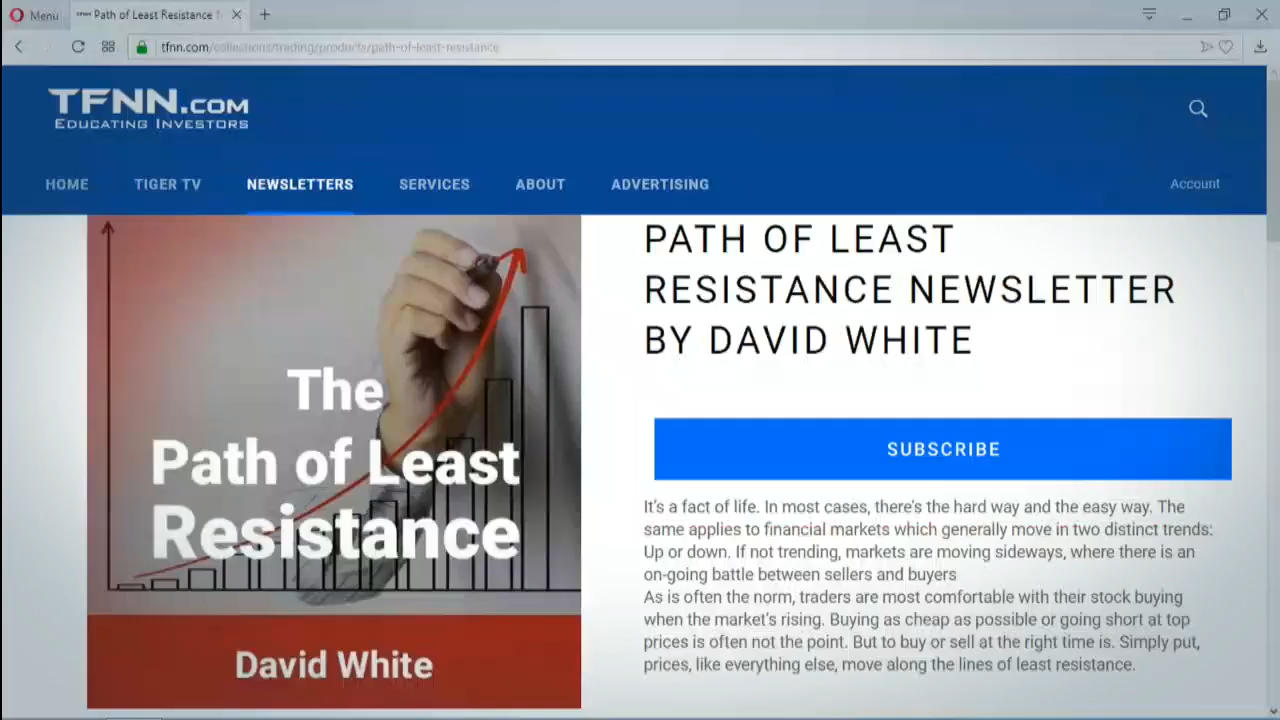 Menu
Path of Least Resistance
tfnn.com/collections/trading/products/path-of-least-resistance
TFNN.COM
EDUCATING INVESTORS
HOME TIGER TV NEWSLETTERS SERVICES ABOUT ADVERTISING Account
The
Path of Least
Resistance
David White
PATH OF LEAST
RESISTANCE NEWSLETTER
BY DAVID WHITE
SUBSCRIBE
It's a fact of life. In most cases, there's the hard way and the easy way. The
same applies to financial markets which generally move in two distinct trends:
Up or down. If not trending, markets are moving sideways, where there is an
on-going battle between sellers and buyers
As is often the norm, traders are most comfortable with their stock buying
when the market's rising. Buying as cheap as possible or going short at top
prices is often not the point. But to buy or sell at the right time is. Simply put,
prices, like everything else, move along the lines of least resistance.